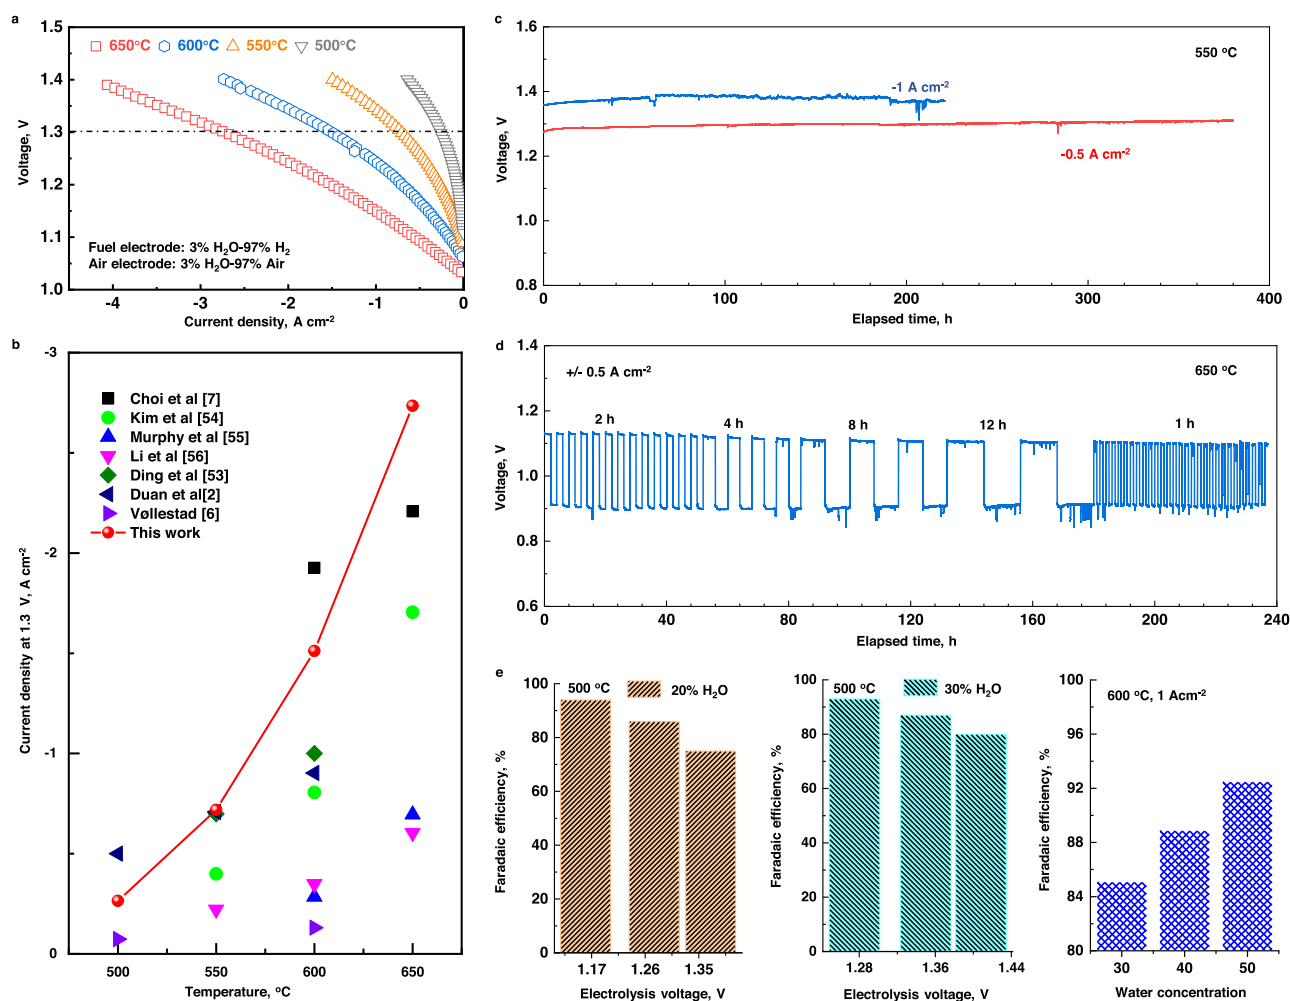 a
1.5
1.4
1.3
1.2
1.1
1.0
Voltage, V
650°C 600°C 550°C 500°C
Fuel electrode: 3% H₂O-97% H₂
Air electrode: 3% H₂O-97% Air
-4 -3 -2 -1 0
Current density, A cm⁻²
b
-3
-2
-1
0
Current density at 1.3 V, A cm⁻²
Choi et al [7]
Kim et al [54]
Murphy et al [55]
Li et al [56]
Ding et al [53]
Duan et al[2]
Vøllestad [6]
This work
500 550 600 650
Temperature, °C
c
1.6
1.4
1.2
1.0
0.8
Voltage, V
550 °C
-1 A cm⁻²
-0.5 A cm⁻²
0 100 200 300 400
Elapsed time, h
d
1.4
1.2
1.0
0.8
0.6
Voltage, V
+/- 0.5 A cm⁻²
650 °C
2 h 4 h 8 h 12 h 1 h
0 40 80 120 160 200 240
Elapsed time, h
e
100
80
60
40
20
0
Faradaic efficiency, %
500 °C
20% H₂O
1.17 1.26 1.35
Electrolysis voltage, V
100
80
60
40
20
0
Faradaic efficiency, %
500 °C
30% H₂O
1.28 1.36 1.44
Electrolysis voltage, V
100
96
92
88
84
80
Faradaic efficiency, %
600 °C, 1 Acm⁻²
30 40 50
Water concentration